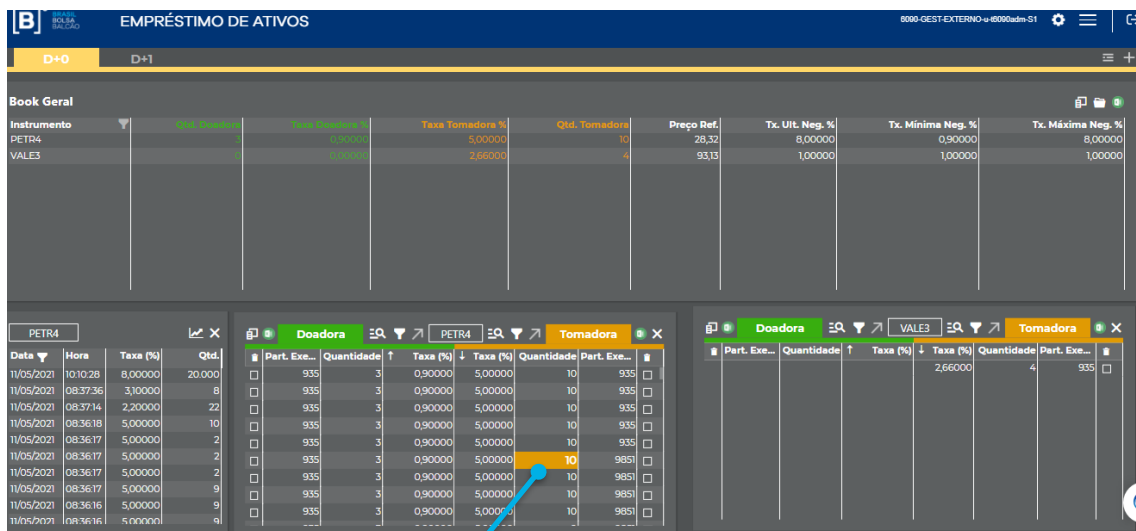 [B]³ BRASIL BOLSA BALCÃO EMPRÉSTIMO DE ATIVOS 6090-GEST-EXTERNO-u-t6090adm-S1
D+0 D+1
Book Geral
Instrumento Qtd. Doadora Taxa Doadora % Taxa Tomadora % Qtd. Tomadora Preço Ref. Tx. Ult. Neg. % Tx. Mínima Neg. % Tx. Máxima Neg. %
PETR4 3 0,90000 5,00000 10 28,32 8,00000 0,90000 8,00000
VALE3 0 0,00000 2,66000 4 93,13 1,00000 1,00000 1,00000
PETR4
Data Hora Taxa (%) Qtd.
11/05/2021 10:10:28 8,00000 20.000
11/05/2021 08:37:36 3,10000 8
11/05/2021 08:37:14 2,20000 22
11/05/2021 08:36:18 5,00000 10
11/05/2021 08:36:17 5,00000 2
11/05/2021 08:36:17 5,00000 2
11/05/2021 08:36:17 5,00000 9
11/05/2021 08:36:16 5,00000 9
11/05/2021 08:36:16 5,00000 9
Doadora PETR4 Tomadora
Part. Exe... Quantidade ↑ Taxa (%) ↓ Taxa (%) Quantidade Part. Exe...
935 3 0,90000 5,00000 10 935
935 3 0,90000 5,00000 10 935
935 3 0,90000 5,00000 10 935
935 3 0,90000 5,00000 10 935
935 3 0,90000 5,00000 10 935
935 3 0,90000 5,00000 10 9851
935 3 0,90000 5,00000 10 9851
935 3 0,90000 5,00000 10 9851
935 3 0,90000 5,00000 10 9851
Doadora VALE3 Tomadora
Part. Exe... Quantidade ↑ Taxa (%) ↓ Taxa (%) Quantidade Part. Exe...
2,66000 4 935